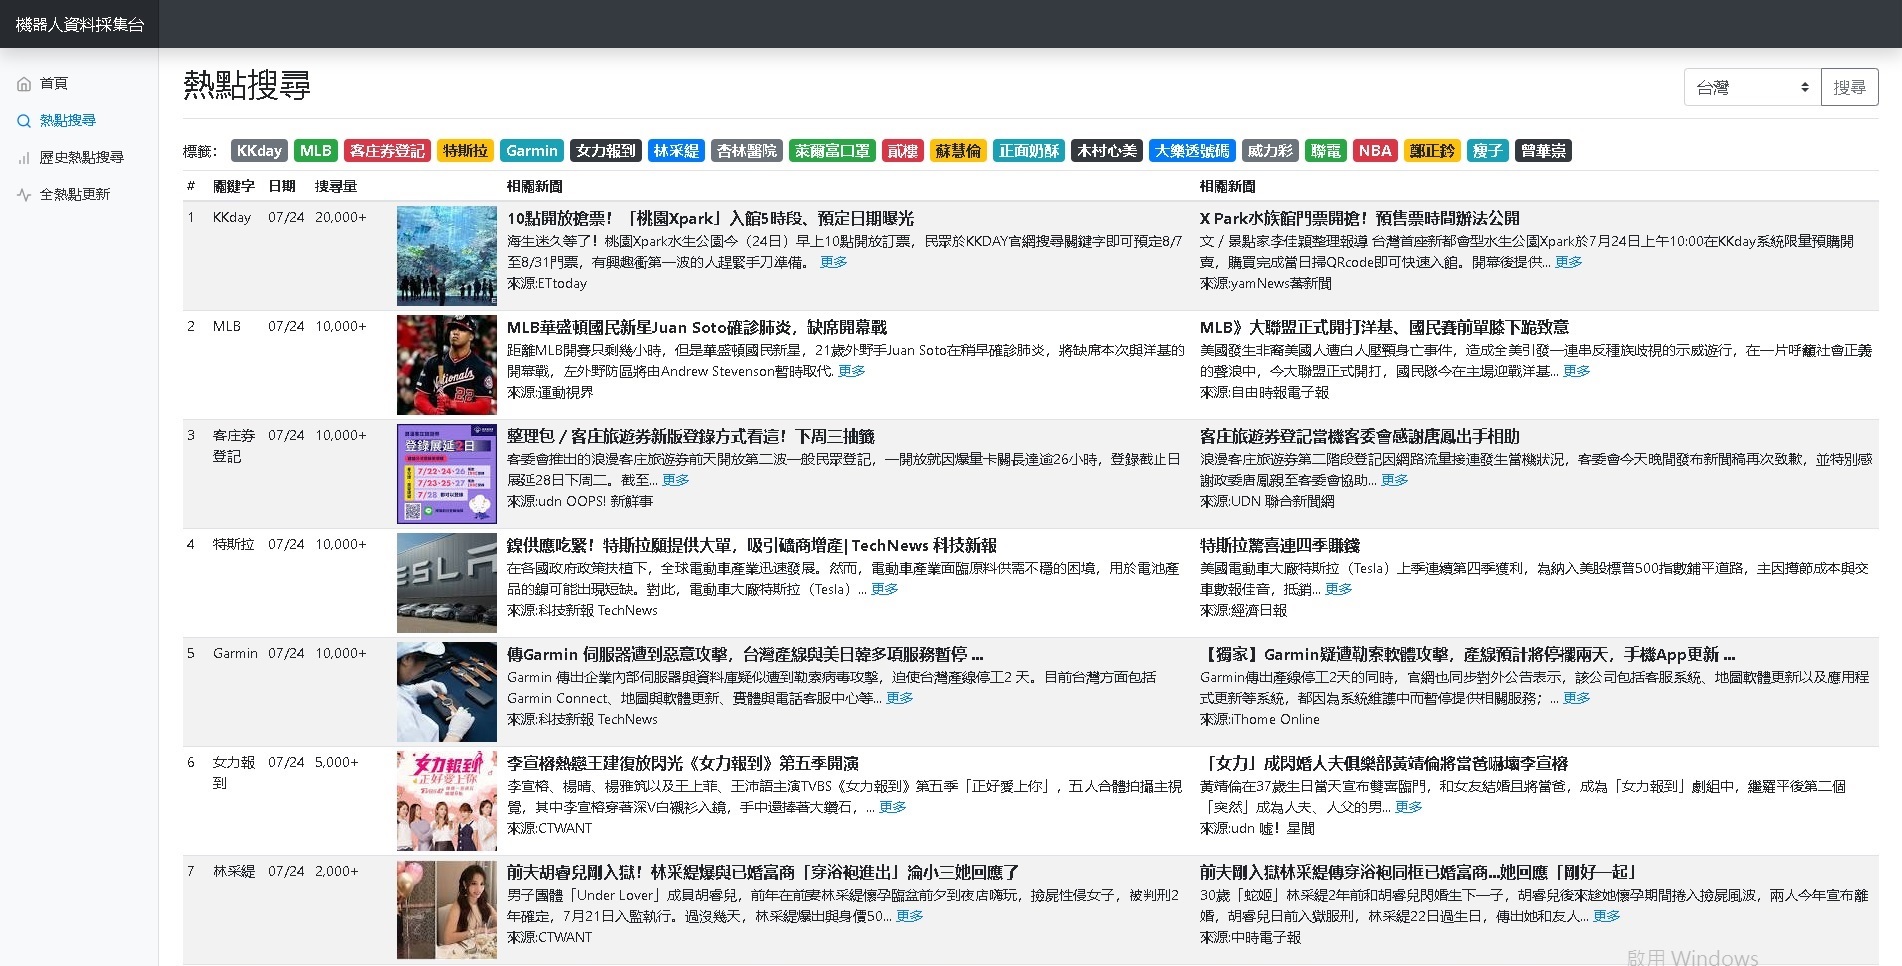 機器人資料採集台
首頁
熱點搜尋
歷史熱點搜尋
全熱點更新
熱點搜尋
台灣 搜尋
標籤： KKday MLB 客庄券登記 特斯拉 Garmin 女力報到 林采緹 杏林醫院 萊爾富口罩 貳樓 蘇慧倫 正面奶酥 木村心美 大樂透號碼 威力彩 聯電 NBA 鄭正鈐 瘦子 曾華崇
# 關鍵字 日期 搜尋量 相關新聞 相關新聞
1 KKday 07/24 20,000+
10點開放搶票！「桃園Xpark」入館5時段、預定日期曝光
海生迷久等了！桃園Xpark水生公園今（24日）早上10點開放訂票，民眾於KKDAY官網搜尋關鍵字即可預定8/7
至8/31門票，有興趣衝第一波的人趕緊手刀準備。 更多
來源:ETtoday
X Park水族館門票開搶！預售票時間辦法公開
文／景點家李佳穎整理報導 台灣首座新都會型水生公園Xpark於7月24日上午10:00在KKday系統限量預購開
賣，購買完成當日掃QRcode即可快速入館。開幕後提供... 更多
來源:yamNews蕃新聞
2 MLB 07/24 10,000+
MLB華盛頓國民新星Juan Soto確診肺炎，缺席開幕戰
距離MLB開賽只剩幾小時，但是華盛頓國民新星，21歲外野手Juan Soto在稍早確診肺炎，將缺席本次與洋基的
開幕戰，左外野防區將由Andrew Stevenson暫時取代. 更多
來源:運動視界
MLB》大聯盟正式開打洋基、國民賽前單膝下跪致意
美國發生非裔美國人遭白人壓頸身亡事件，造成全美引發一連串反種族歧視的示威遊行，在一片呼籲社會正義
的聲浪中，今大聯盟正式開打，國民隊今在主場迎戰洋基... 更多
來源:自由時報電子報
3 客庄券 07/24 10,000+
登記
登錄展延2日
7/22‧24‧26
7/23‧25‧27
7/28
整理包／客庄旅遊券新版登錄方式看這！下周三抽籤
客委會推出的浪漫客庄旅遊券前天開放第二波一般民眾登記，一開放就因爆量卡關長達逾26小時，登錄截止日
展延28日下周二。截至... 更多
來源:udn OOPS! 新鮮事
客庄旅遊券登記當機客委會感謝唐鳳出手相助
浪漫客庄旅遊券第二階段登記因網路流量接連發生當機狀況，客委會今天晚間發布新聞稿再次致歉，並特別感
謝政委唐鳳親至客委會協助... 更多
來源:UDN 聯合新聞網
4 特斯拉 07/24 10,000+
ESLA
鎳供應吃緊！特斯拉願提供大單，吸引礦商增產| TechNews 科技新報
在各國政府政策扶植下，全球電動車產業迅速發展。然而，電動車產業面臨原料供需不穩的困境，用於電池產
品的鎳可能出現短缺。對此，電動車大廠特斯拉（Tesla）... 更多
來源:科技新報 TechNews
特斯拉驚喜連四季賺錢
美國電動車大廠特斯拉（Tesla）上季連續第四季獲利，為納入美股標普500指數鋪平道路，主因撙節成本與交
車數報佳音，抵銷... 更多
來源:經濟日報
5 Garmin 07/24 10,000+
傳Garmin 伺服器遭到惡意攻擊，台灣產線與美日韓多項服務暫停 ...
Garmin 傳出企業內部伺服器與資料庫疑似遭到勒索病毒攻擊，迫使台灣產線停工2 天。目前台灣方面包括
Garmin Connect、地圖與軟體更新、實體與電話客服中心等... 更多
來源:科技新報 TechNews
【獨家】Garmin疑遭勒索軟體攻擊，產線預計將停擺兩天，手機App更新 ...
Garmin傳出產線停工2天的同時，官網也同步對外公告表示，該公司包括客服系統、地圖軟體更新以及應用程
式更新等系統，都因為系統維護中而暫停提供相關服務；... 更多
來源:iThome Online
6 女力報 07/24 5,000+
到
女力報到
正好愛上你
李宣榕熱戀王建復放閃光《女力報到》第五季開演
李宣榕、楊晴、楊雅筑以及王上菲、王沛語主演TVBS《女力報到》第五季「正好愛上你」，五人合體拍攝主視
覺，其中李宣榕穿著深V白襯衫入鏡，手中還捧著大鑽石，... 更多
來源:CTWANT
「女力」成閃婚人夫俱樂部黃靖倫將當爸嚇壞李宣榕
黃靖倫在37歲生日當天宣布雙喜臨門，和女友結婚且將當爸，成為「女力報到」劇組中，繼羅平後第二個
「突然」成為人夫、人父的男... 更多
來源:udn 噓！星聞
7 林采緹 07/24 2,000+
前夫胡睿兒剛入獄！林采緹爆與已婚富商「穿浴袍進出」淪小三她回應了
男子團體「Under Lover」成員胡睿兒，前年在前妻林采緹懷孕臨盆前夕到夜店嗨玩，撿屍性侵女子，被判刑2
年確定，7月21日入監執行。過沒幾天，林采緹爆出與身價50... 更多
來源:CTWANT
前夫剛入獄林采緹傳穿浴袍同框已婚富商...她回應「剛好一起」
30歲「蛇姬」林采緹2年前和胡睿兒閃婚生下一子，胡睿兒後來趁她懷孕期間捲入撿屍風波，兩人今年宣布離
婚，胡睿兒日前入獄服刑，林采緹22日過生日，傳出她和友人... 更多
來源:中時電子報
啟用 Windows